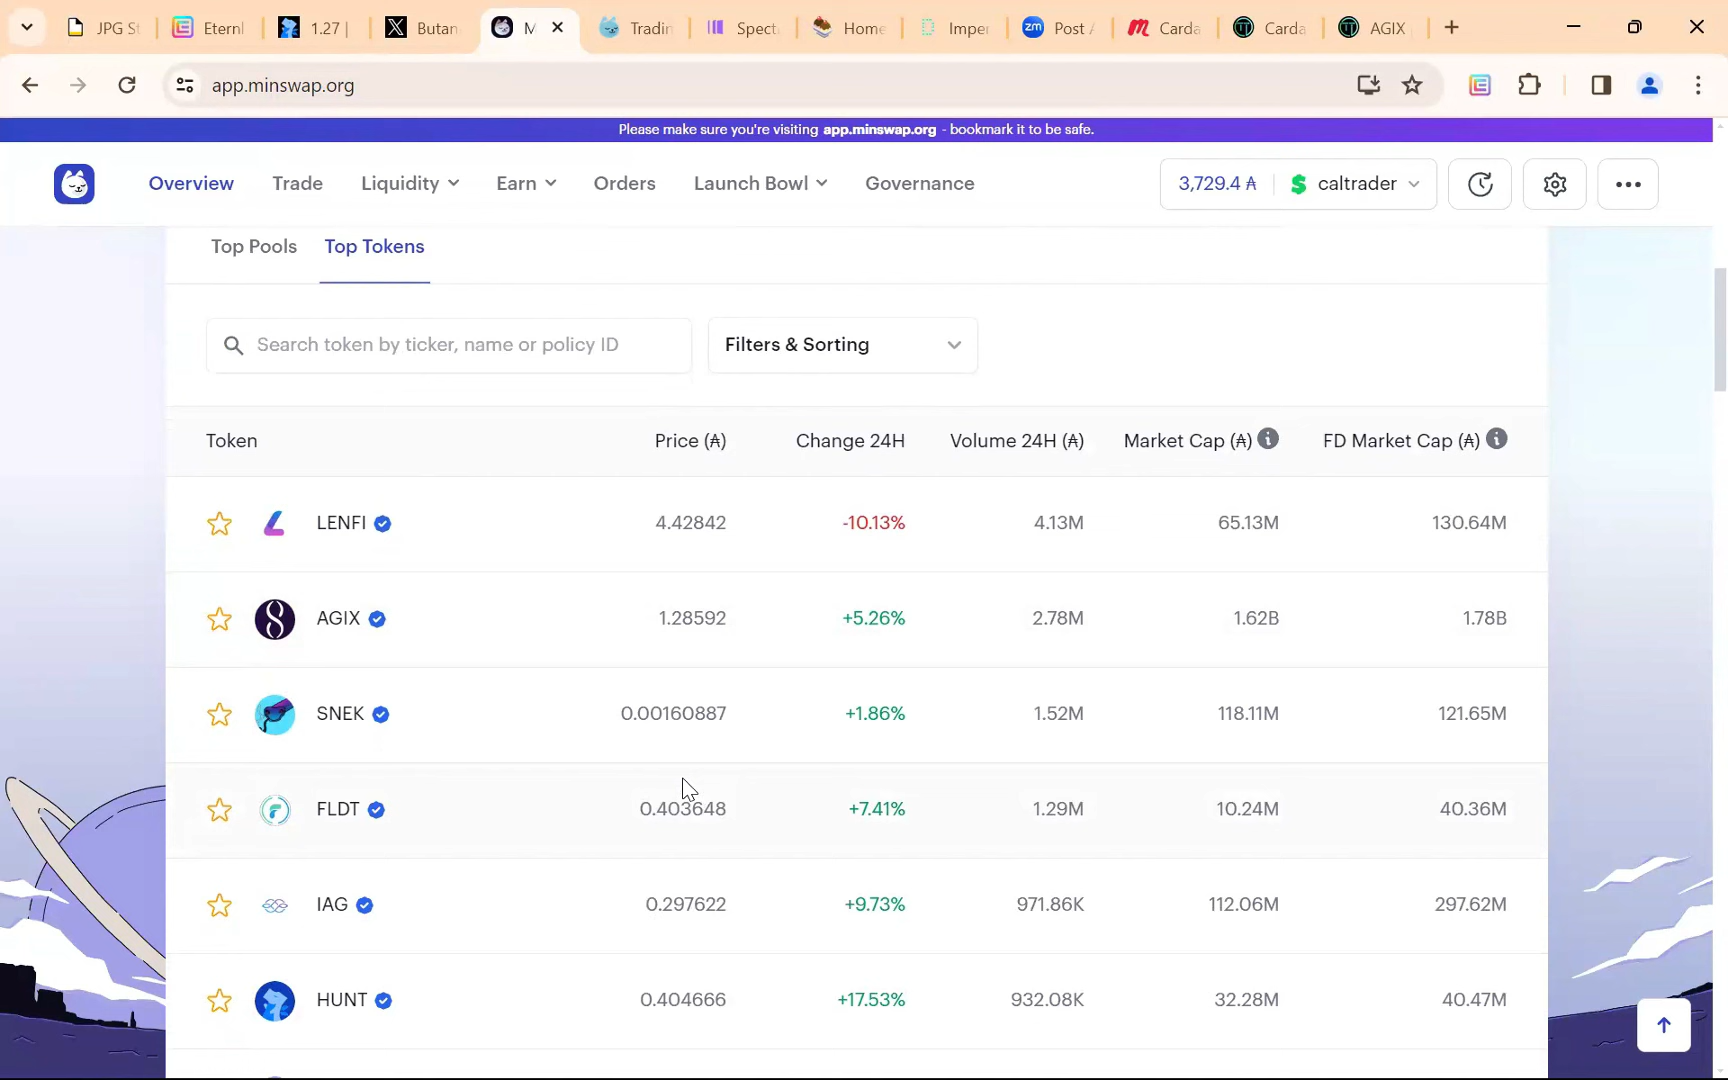 JPG St
Eternl
1.27 |
Butan
M
Tradin
Spect
Home
Imper
Post A
Carda
Carda
AGIX
app.minswap.org
Please make sure you're visiting app.minswap.org - bookmark it to be safe.
Overview Trade Liquidity Earn Orders Launch Bowl Governance 3,729.4 ₳ caltrader
Top Pools Top Tokens
Search token by ticker, name or policy ID Filters & Sorting
Token Price (₳) Change 24H Volume 24H (₳) Market Cap (₳) FD Market Cap (₳)
LENFI 4.42842 -10.13% 4.13M 65.13M 130.64M
AGIX 1.28592 +5.26% 2.78M 1.62B 1.78B
SNEK 0.00160887 +1.86% 1.52M 118.11M 121.65M
FLDT 0.403648 +7.41% 1.29M 10.24M 40.36M
IAG 0.297622 +9.73% 971.86K 112.06M 297.62M
HUNT 0.404666 +17.53% 932.08K 32.28M 40.47M